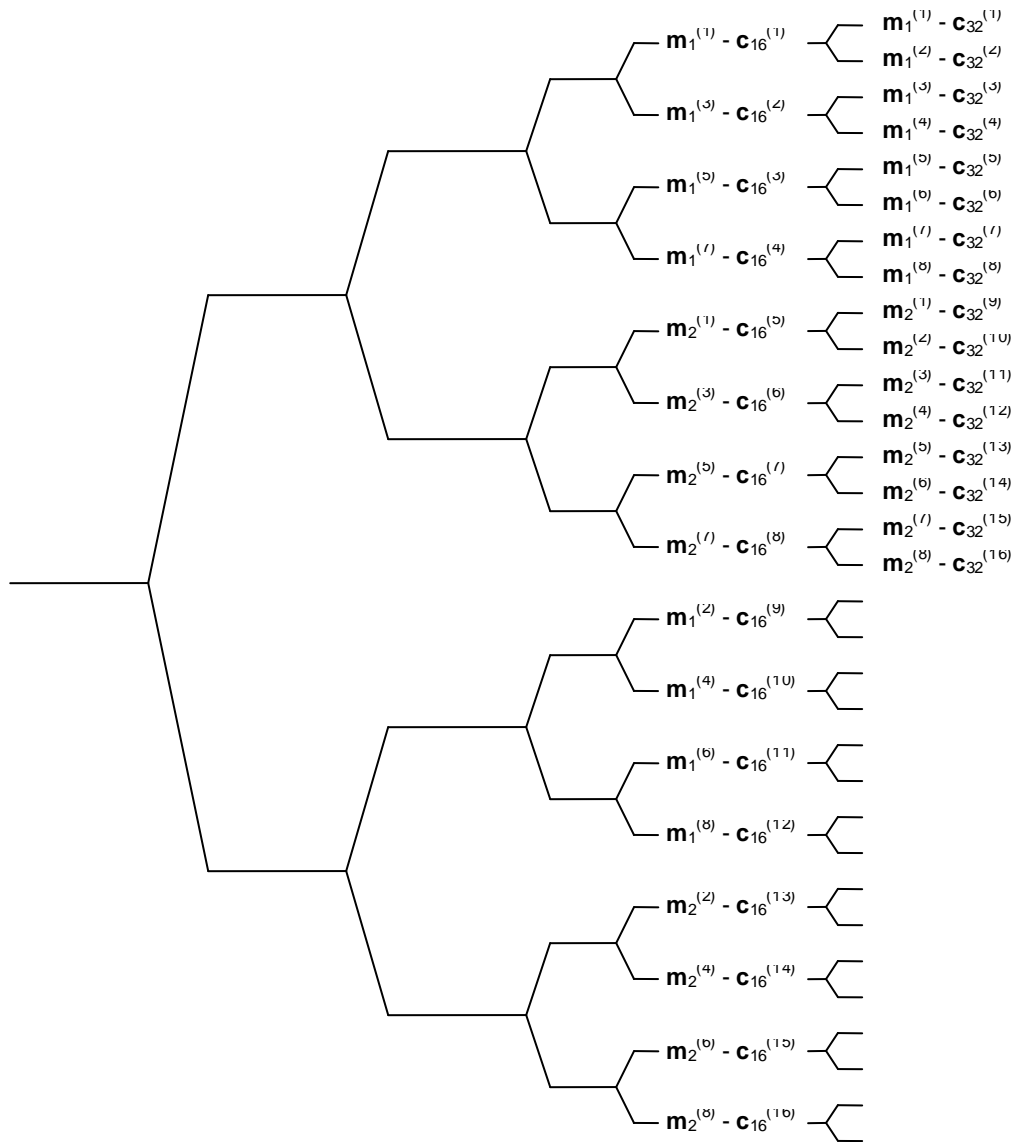 m1(1) - c16(1)
m1(3) - c16(2)
m1(5) - c16(3)
m1(7) - c16(4)
m2(1) - c16(5)
m2(3) - c16(6)
m2(5) - c16(7)
m2(7) - c16(8)
m1(2) - c16(9)
m1(4) - c16(10)
m1(6) - c16(11)
m1(8) - c16(12)
m2(2) - c16(13)
m2(4) - c16(14)
m2(6) - c16(15)
m2(8) - c16(16)
m1(1) - c32(1)
m1(2) - c32(2)
m1(3) - c32(3)
m1(4) - c32(4)
m1(5) - c32(5)
m1(6) - c32(6)
m1(7) - c32(7)
m1(8) - c32(8)
m2(1) - c32(9)
m2(2) - c32(10)
m2(3) - c32(11)
m2(4) - c32(12)
m2(5) - c32(13)
m2(6) - c32(14)
m2(7) - c32(15)
m2(8) - c32(16)